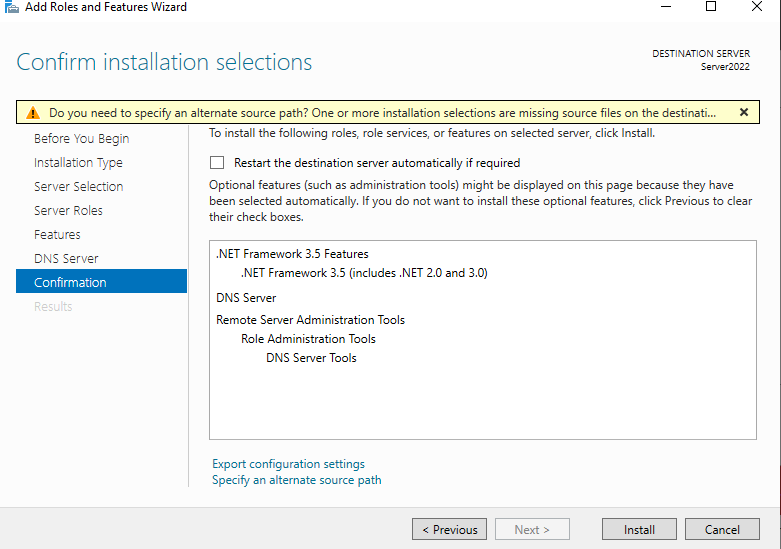 Add Roles and Features Wizard
Confirm installation selections
DESTINATION SERVER
Server2022
Do you need to specify an alternate source path? One or more installation selections are missing source files on the destinati...
Before You Begin
Installation Type
Server Selection
Server Roles
Features
DNS Server
Confirmation
Results
To install the following roles, role services, or features on selected server, click Install.
Restart the destination server automatically if required
Optional features (such as administration tools) might be displayed on this page because they have
been selected automatically. If you do not want to install these optional features, click Previous to clear
their check boxes.
.NET Framework 3.5 Features
.NET Framework 3.5 (includes .NET 2.0 and 3.0)
DNS Server
Remote Server Administration Tools
Role Administration Tools
DNS Server Tools
Export configuration settings
Specify an alternate source path
< Previous
Next >
Install
Cancel